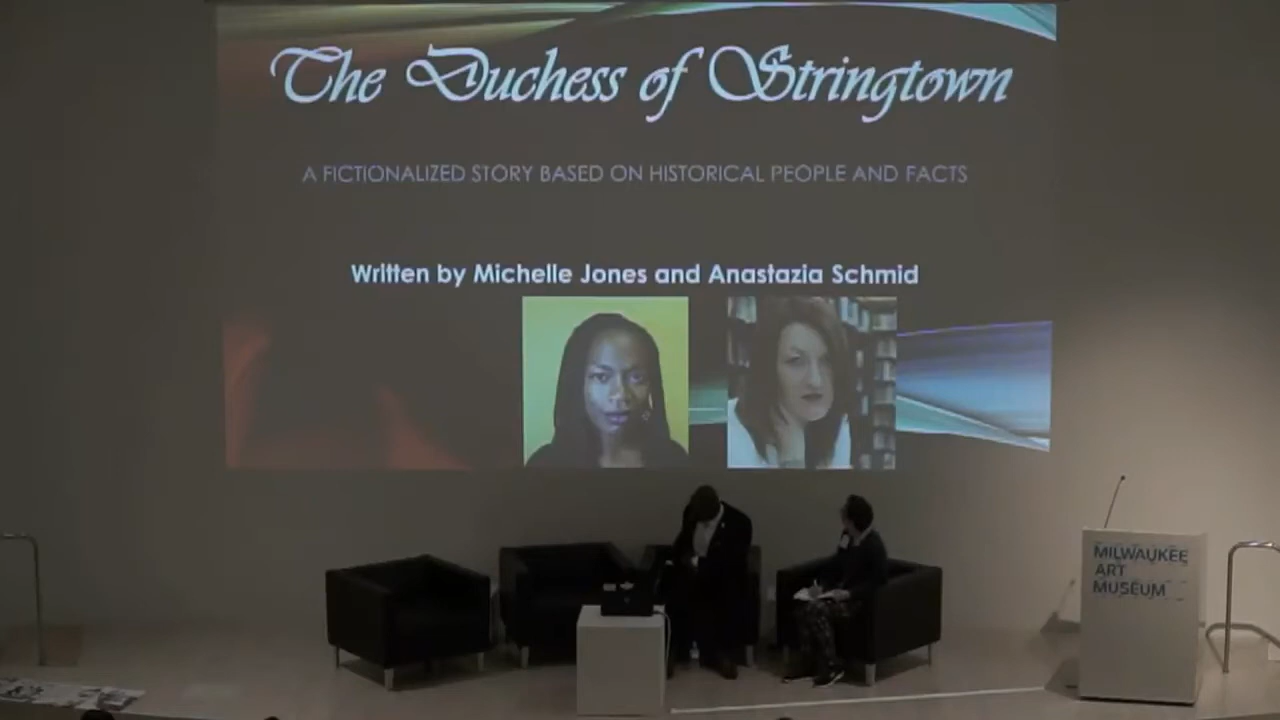 The Duchess of Stringtown
A FICTIONALIZED STORY BASED ON HISTORICAL PEOPLE AND FACTS
Written by Michelle Jones and Anastazia Schmid
MILWAUKEE
ART
MUSEUM